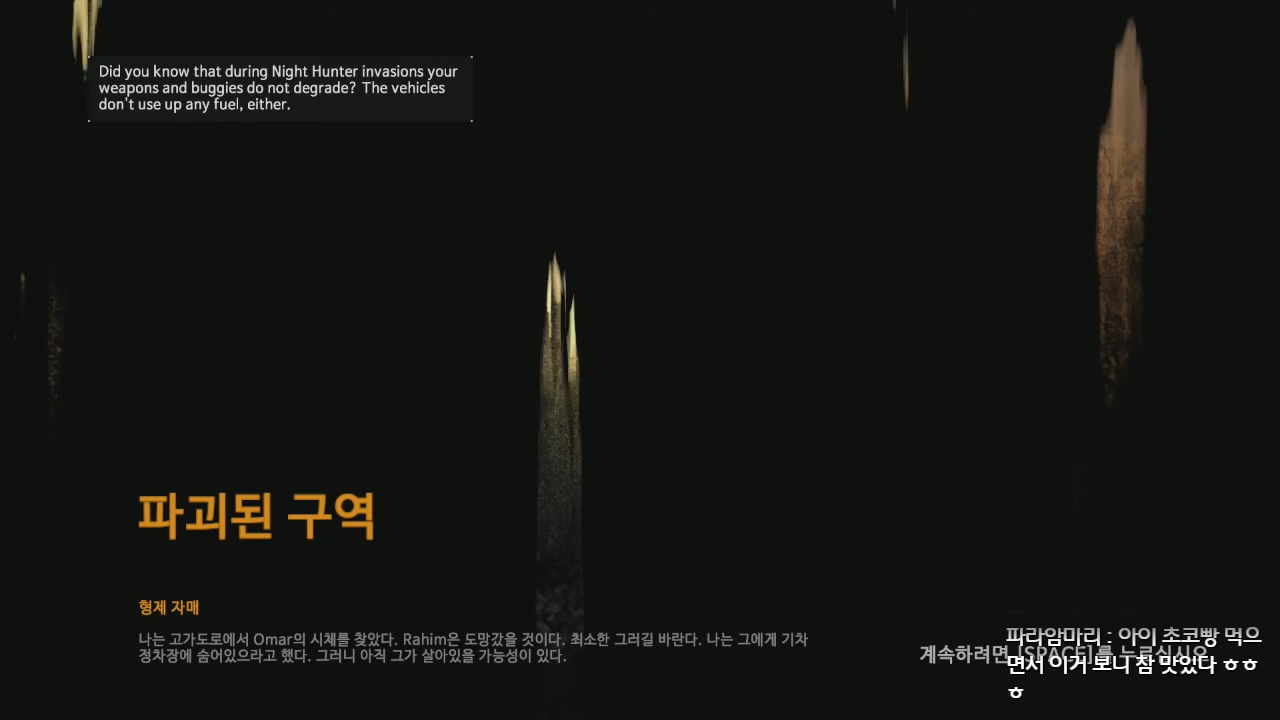 Did you know that during Night Hunter invasions your
weapons and buggies do not degrade? The vehicles
don't use up any fuel, either.
파괴된 구역
형제 자매
나는 고가도로에서 Omar의 시체를 찾았다. Rahim은 도망갔을 것이다. 최소한 그러길 바란다. 나는 그에게 기차
정차장에 숨어있으라고 했다. 그러니 아직 그가 살아있을 가능성이 있다.
계속하려면 [SPACE]를 누르십시오
파라암마리 : 아이 초코빵 먹으
면서 이거 보니 참 맛있다 ㅎㅎ
ㅎ